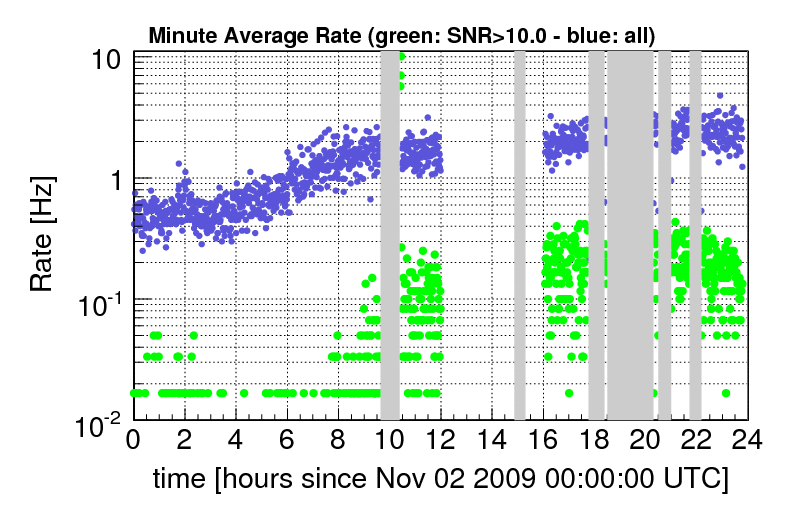 Minute Average Rate (green: SNR>10.0 - blue: all)
10
1
10⁻¹
10⁻²
Rate [Hz]
0 2 4 6 8 10 12 14 16 18 20 22 24
time [hours since Nov 02 2009 00:00:00 UTC]